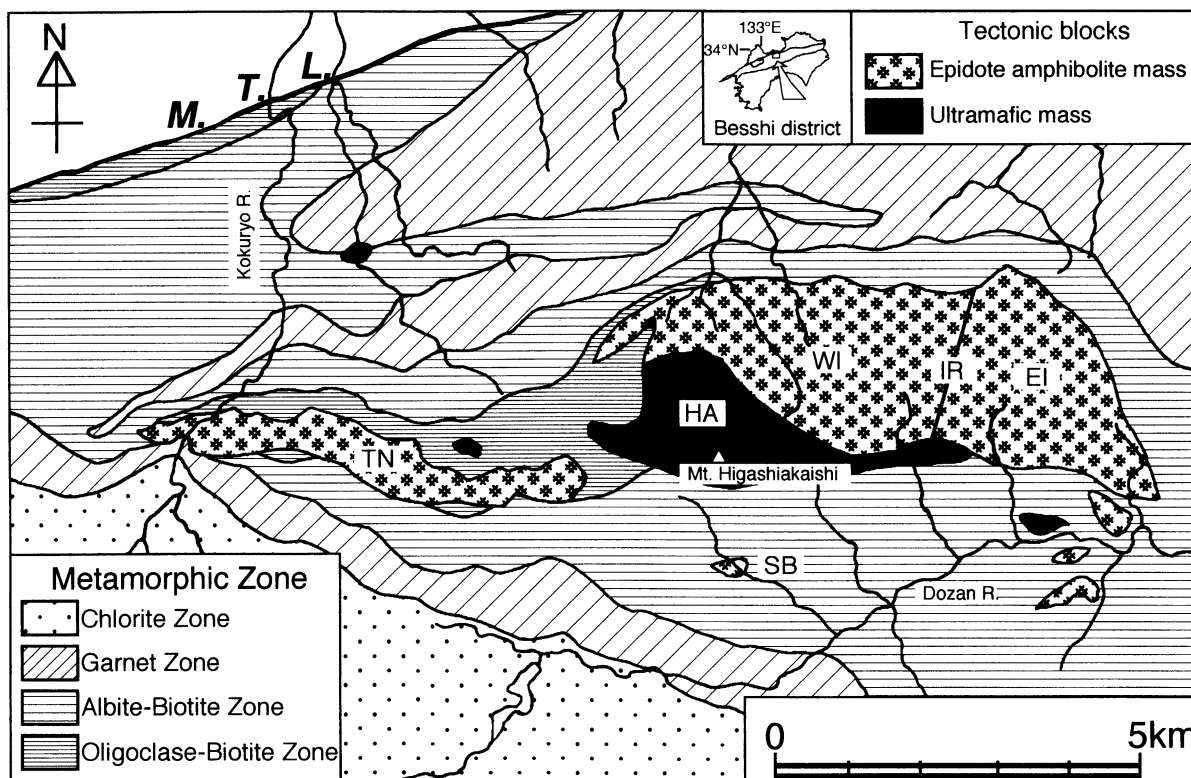 N
M. T. L.
133°E
34°N
Besshi district
Tectonic blocks
Epidote amphibolite mass
Ultramafic mass
Kokuryo R.
WI
IR
EI
HA
Mt. Higashiakaishi
TN
SB
Dozan R.
Metamorphic Zone
Chlorite Zone
Garnet Zone
Albite-Biotite Zone
Oligoclase-Biotite Zone
0
5km